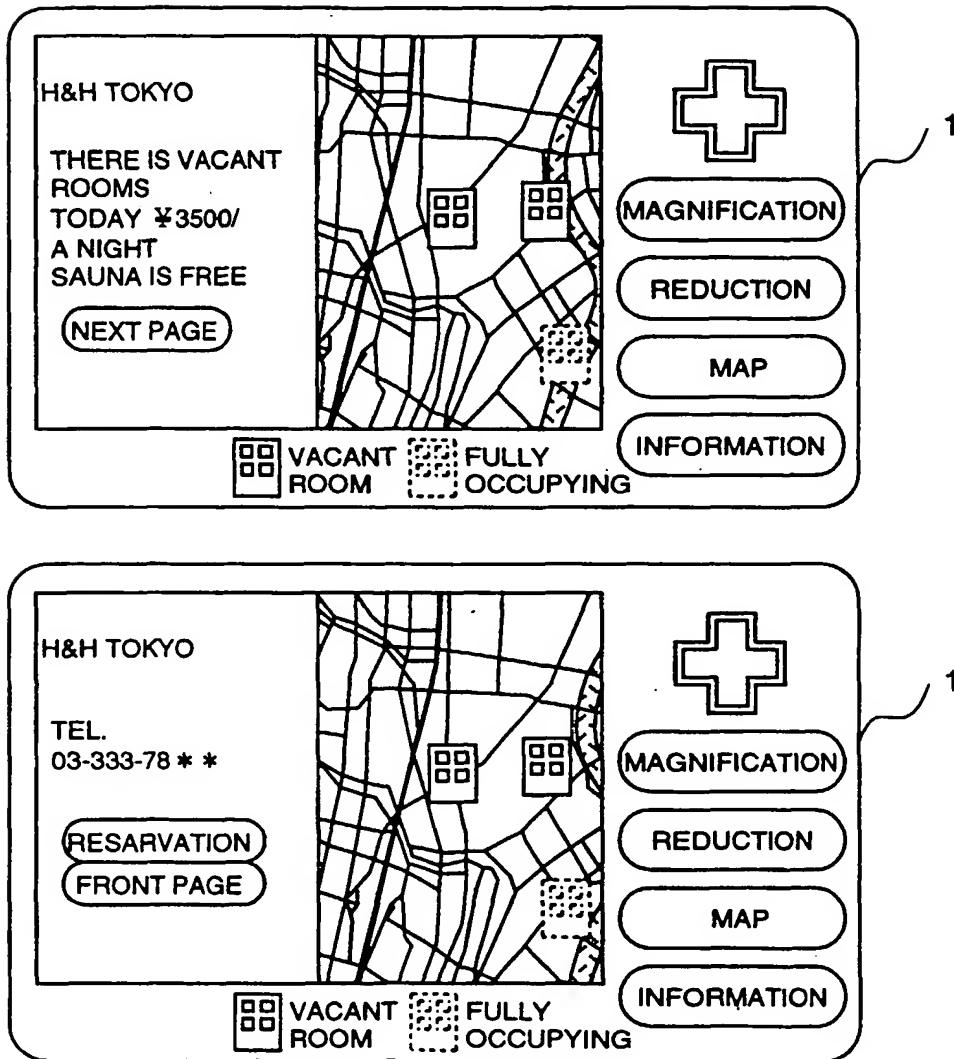 H&H TOKYO
THERE IS VACANT
ROOMS
TODAY ¥3500/
A NIGHT
SAUNA IS FREE
NEXT PAGE
MAGNIFICATION
REDUCTION
MAP
INFORMATION
VACANT
ROOM
FULLY
OCCUPYING
1
H&H TOKYO
TEL.
03-333-78 * *
RESARVATION
FRONT PAGE
MAGNIFICATION
REDUCTION
MAP
INFORMATION
VACANT
ROOM
FULLY
OCCUPYING
1